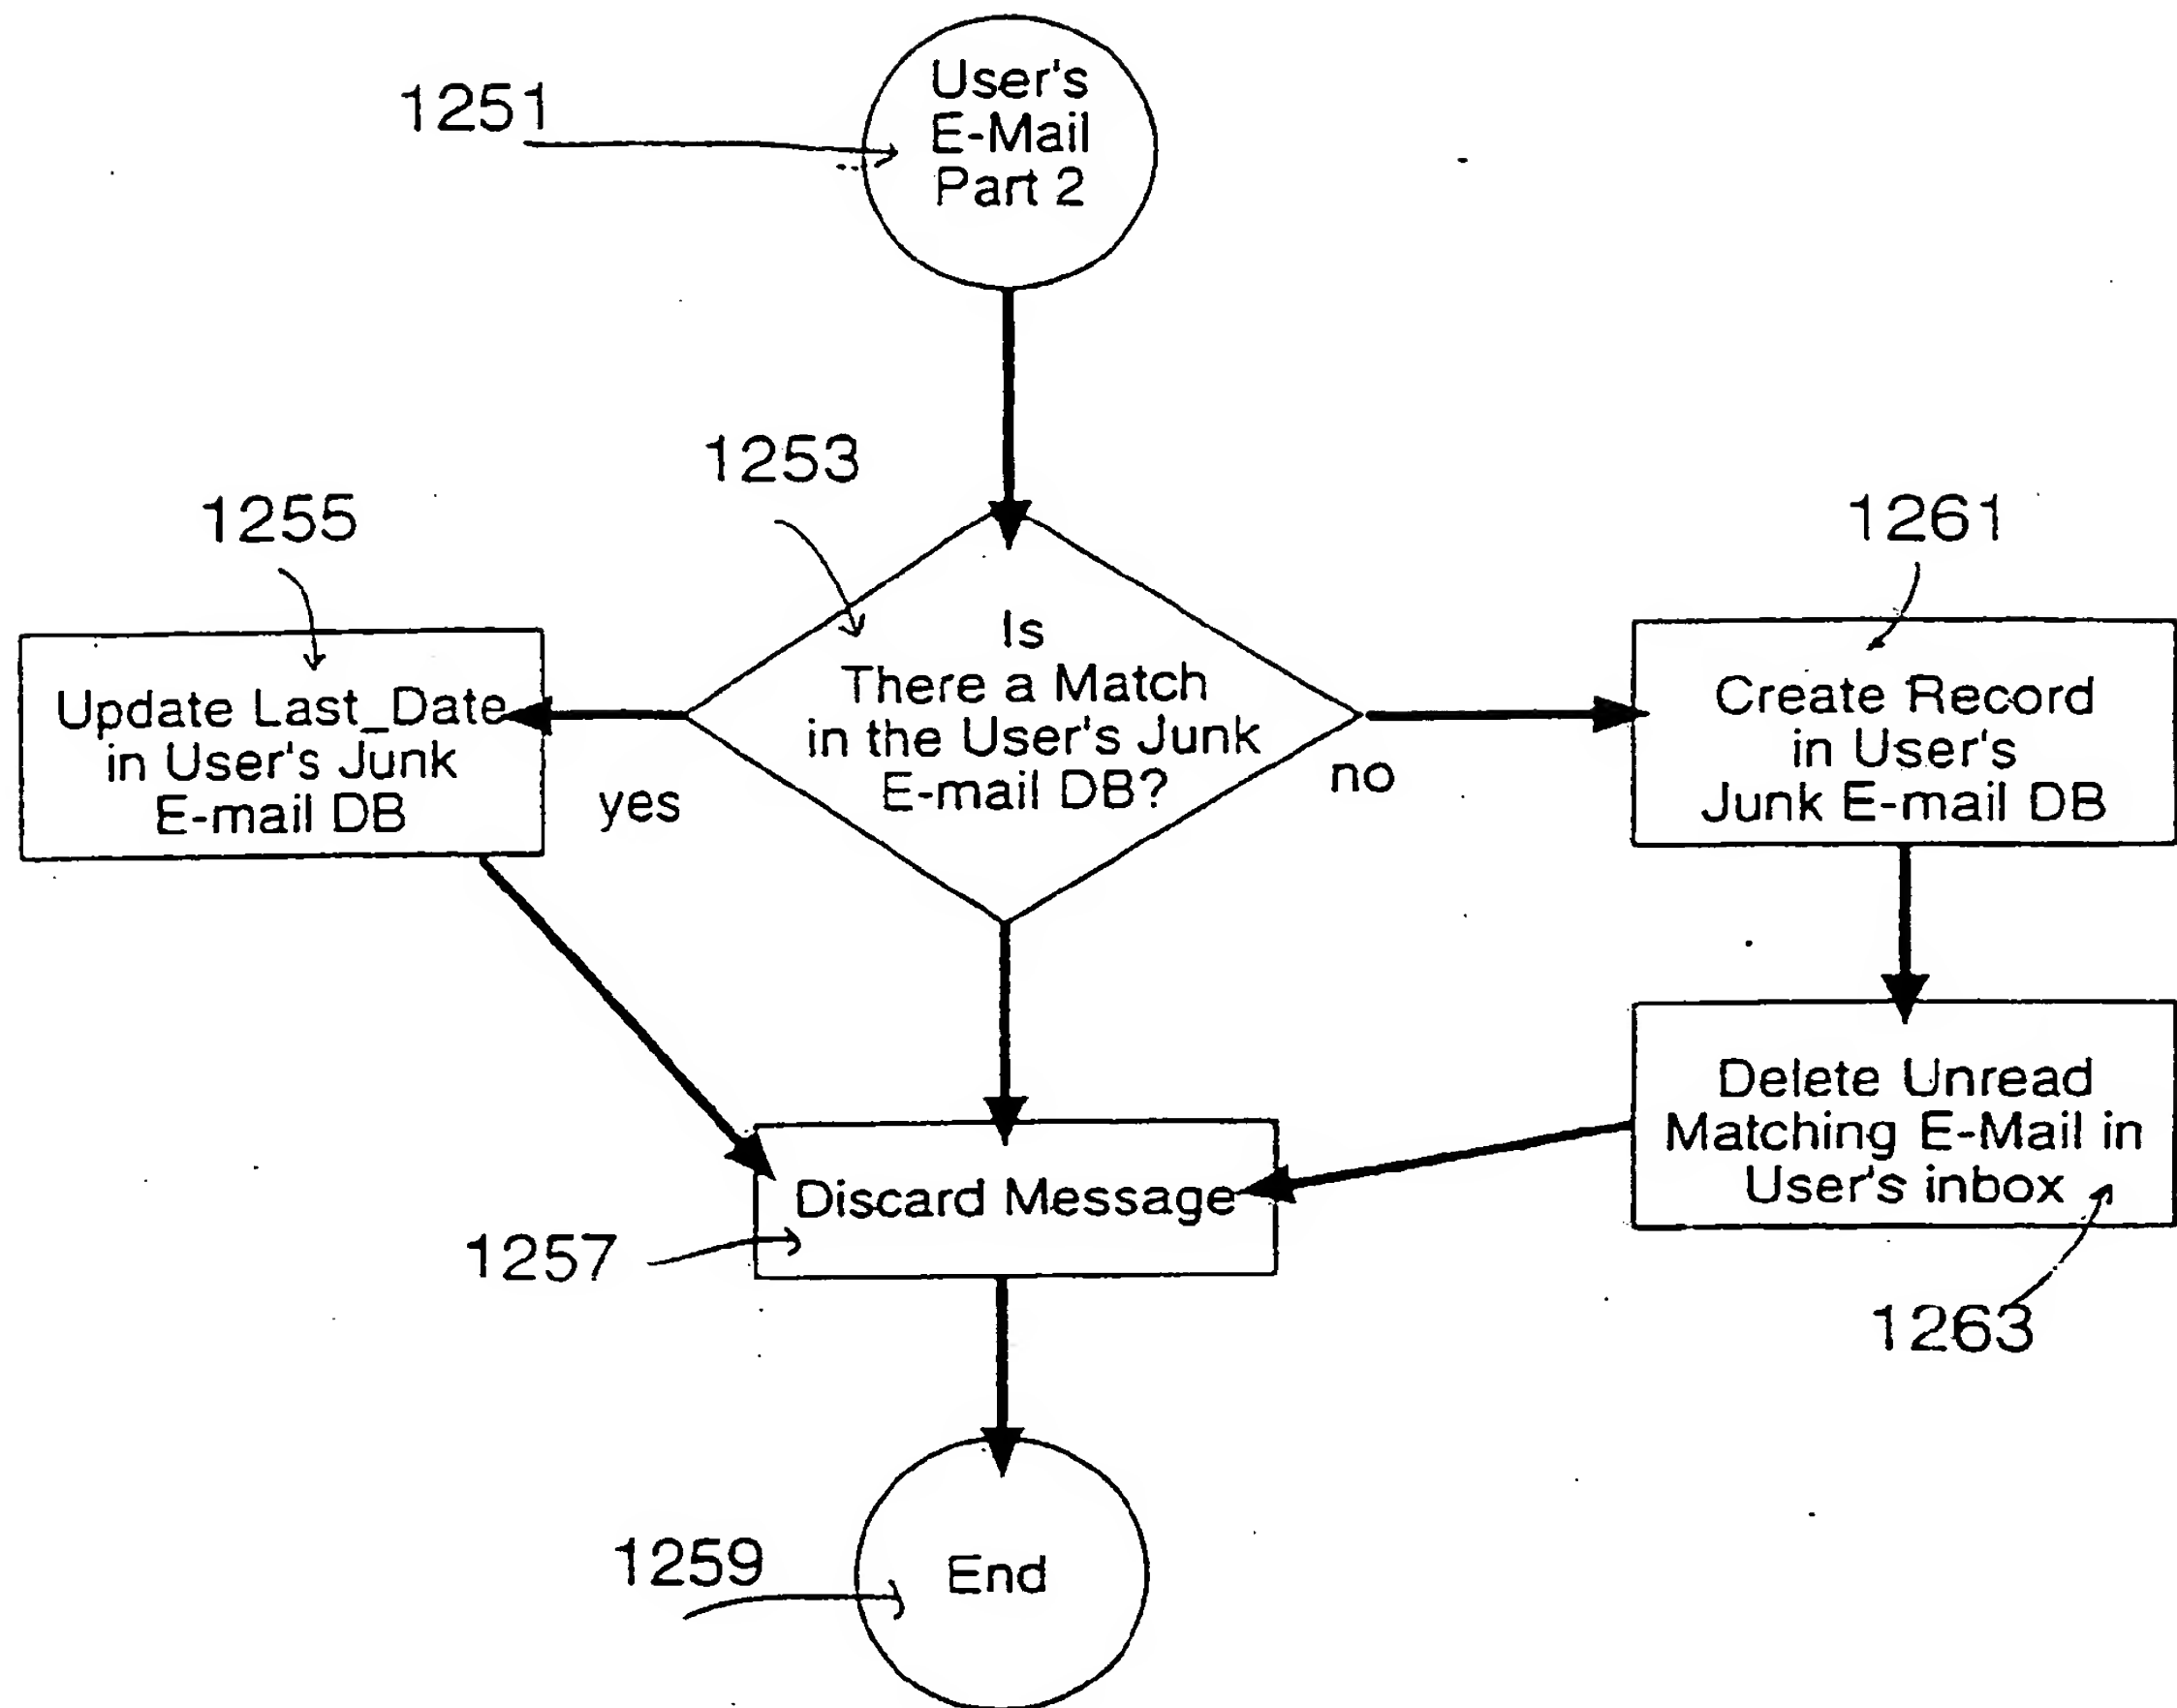 User's
E-Mail
Part 2
1251
1253
1255
1261
Is
There a Match
in the User's Junk
E-mail DB?
Update Last_Date
in User's Junk
E-mail DB
yes
no
Create Record
in User's
Junk E-mail DB
Delete Unread
Matching E-Mail in
User's inbox
Discard Message
1257
1263
1259
End